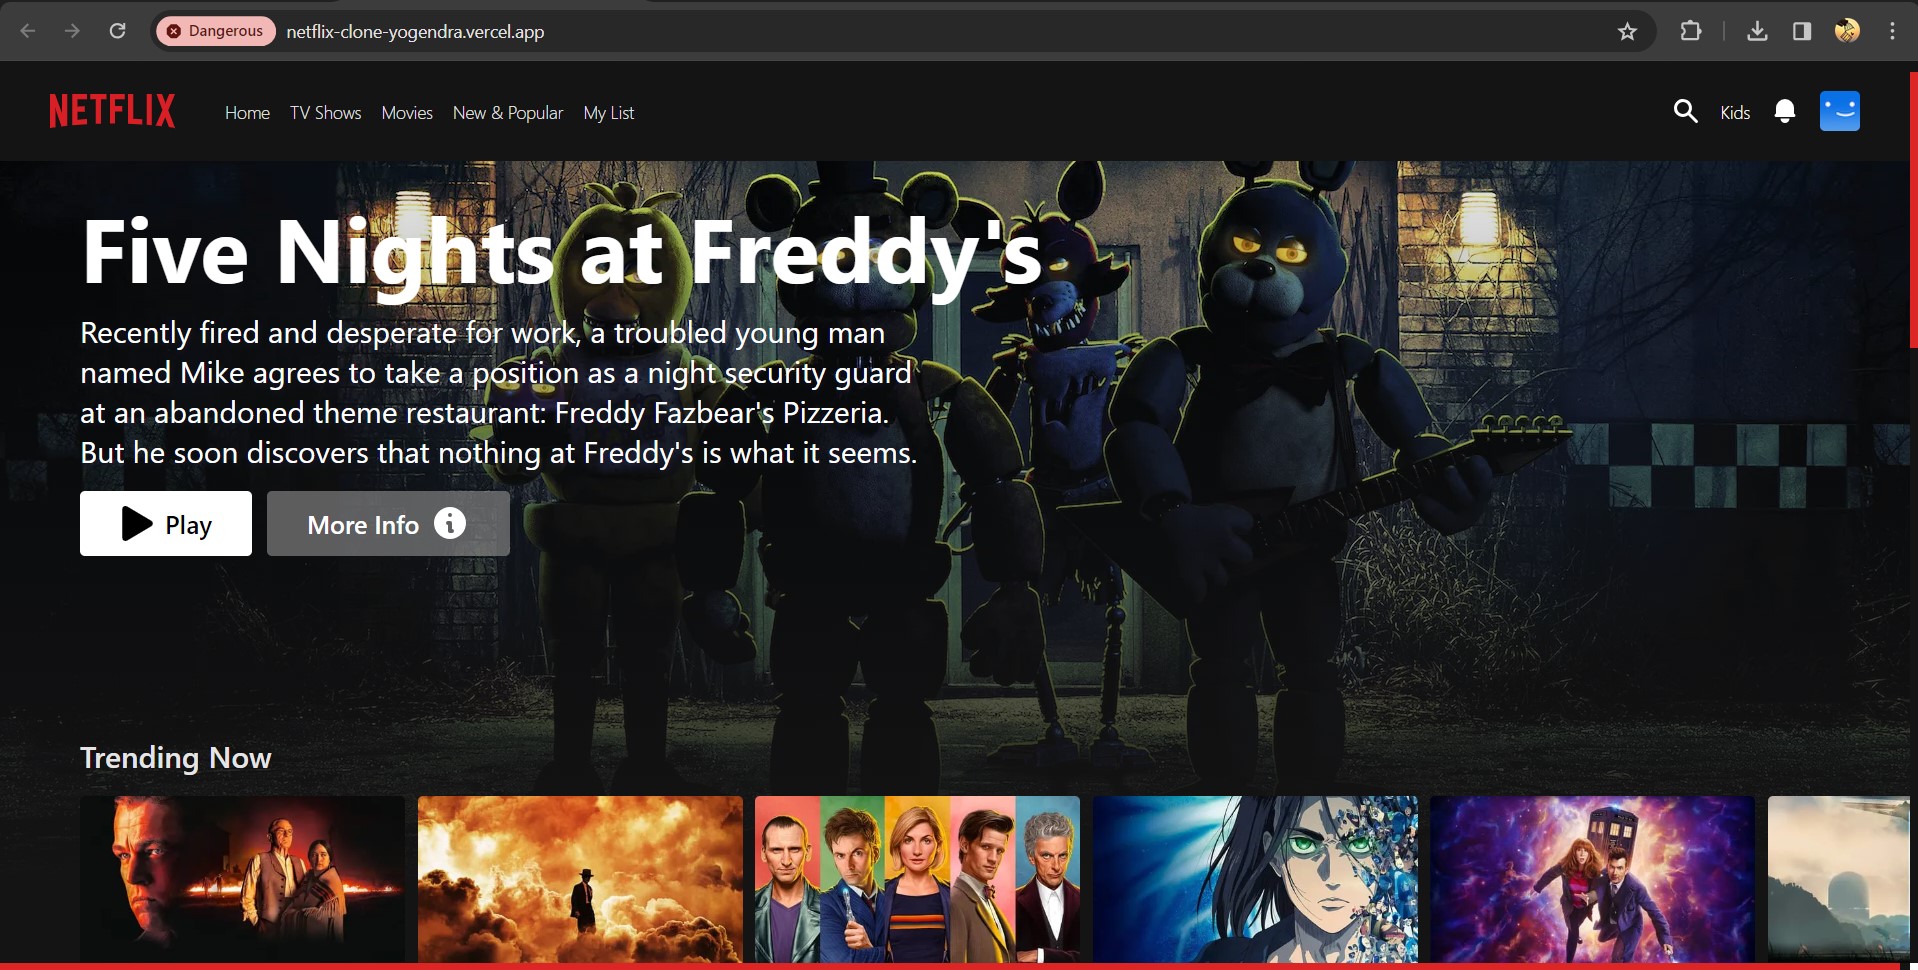 Dangerous netflix-clone-yogendra.vercel.app
NETFLIX Home TV Shows Movies New & Popular My List Kids
Five Nights at Freddy's
Recently fired and desperate for work, a troubled young man
named Mike agrees to take a position as a night security guard
at an abandoned theme restaurant: Freddy Fazbear's Pizzeria.
But he soon discovers that nothing at Freddy's is what it seems.
Play More Info
Trending Now